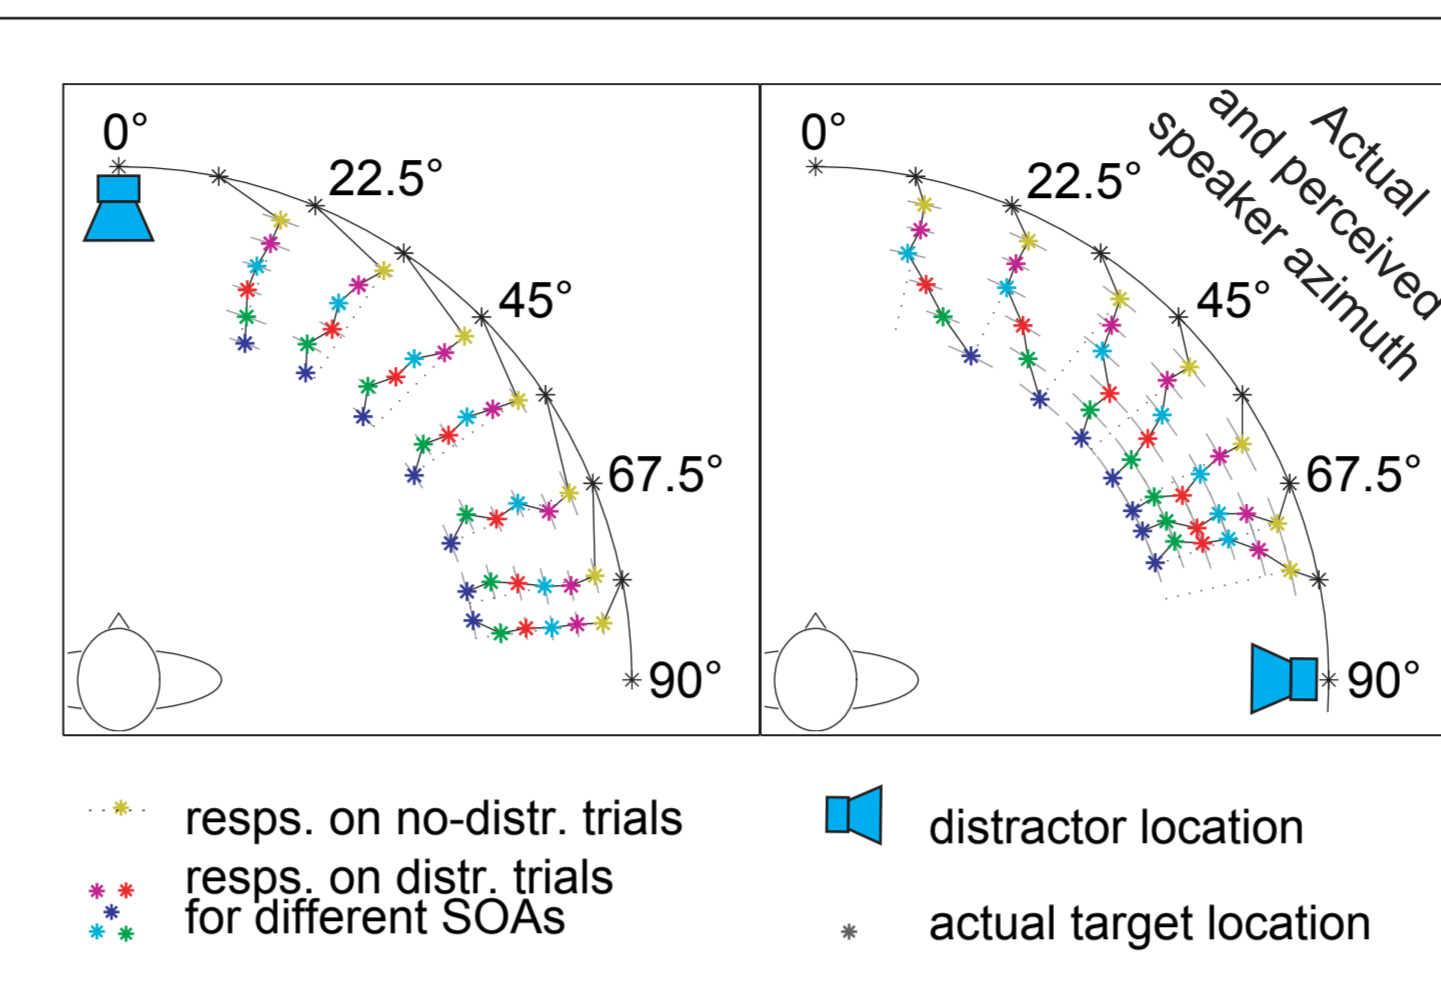 0°
22.5°
45°
67.5°
90°
0°
22.5°
45°
67.5°
90°
Actual
and perceived
speaker azimuth
resps. on no-distr. trials
resps. on distr. trials
for different SOAs
distractor location
actual target location